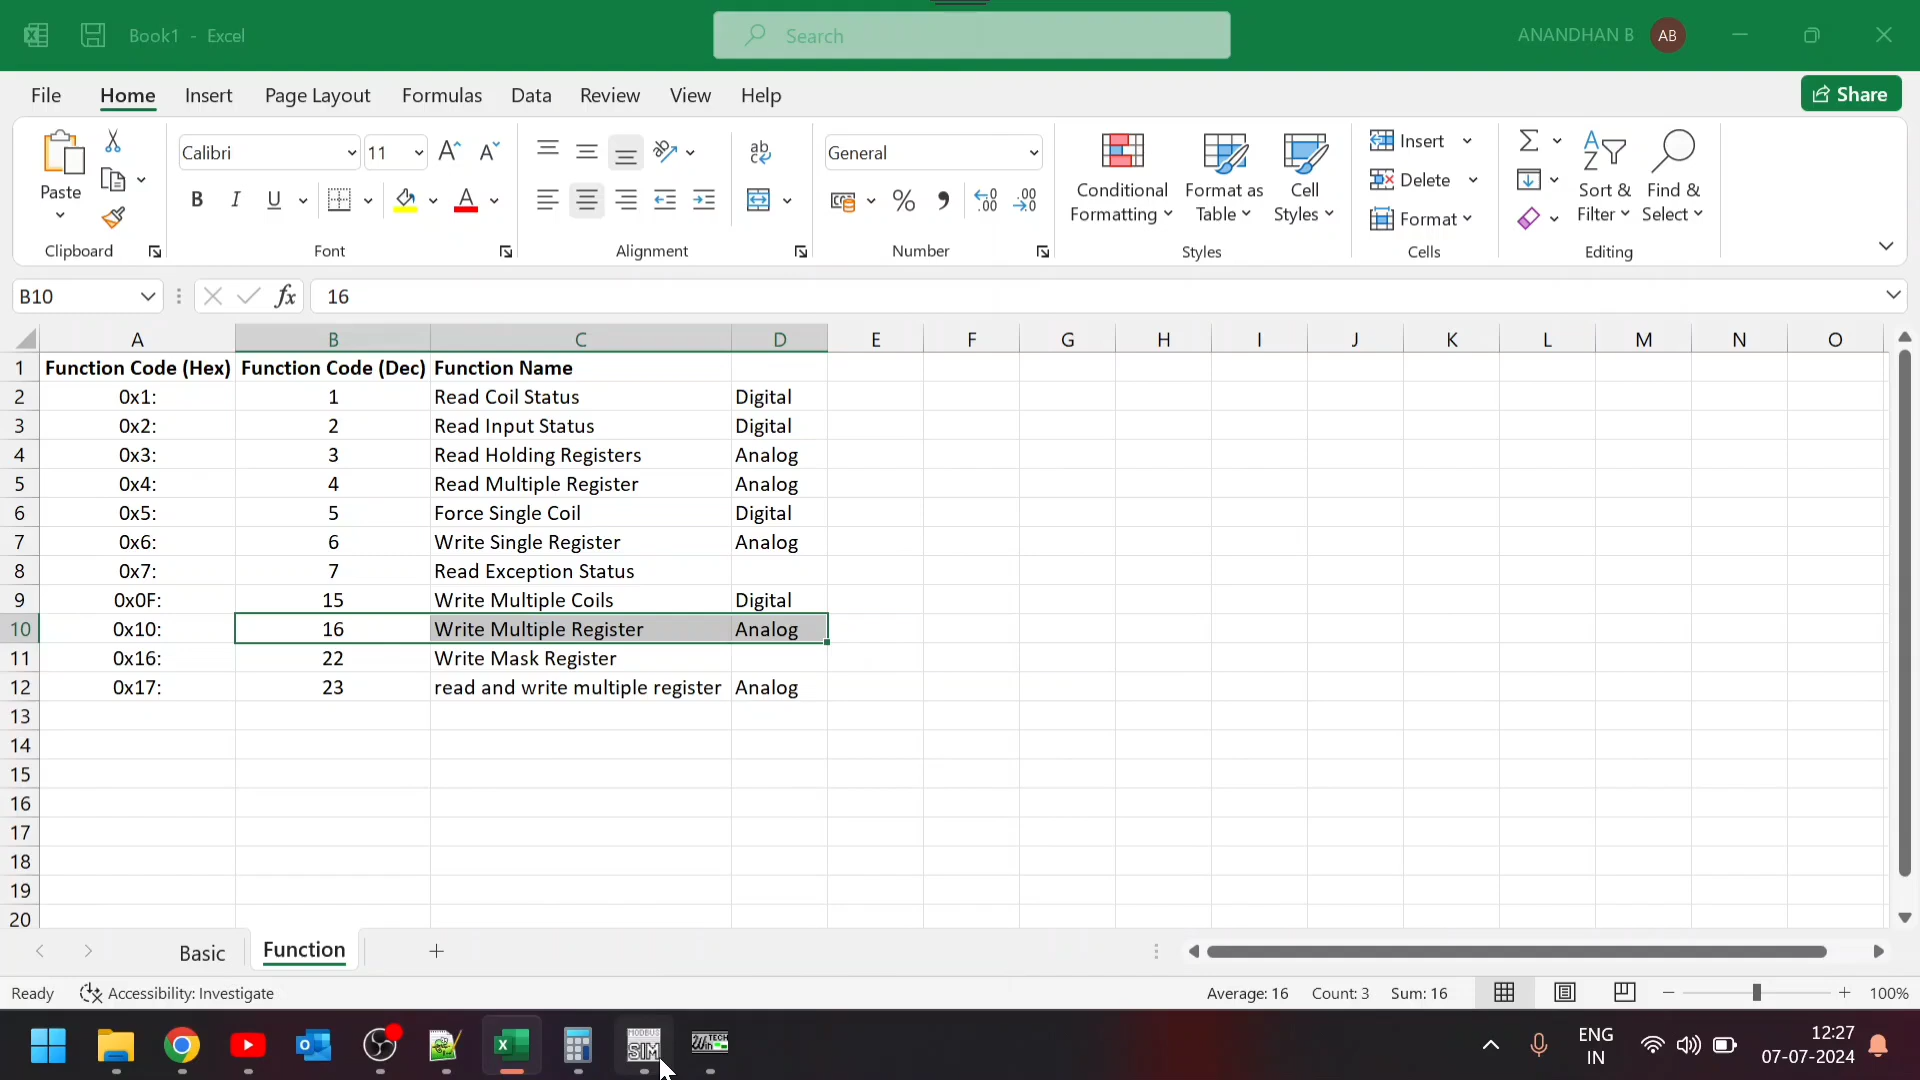 Book1 - Excel
Search
ANANDHAN B
AB
File Home Insert Page Layout Formulas Data Review View Help
Share
Paste
Calibri
11
General
Conditional Formatting
Format as Table
Cell Styles
Insert
Delete
Format
Sort & Filter
Find & Select
Clipboard
Font
Alignment
Number
Styles
Cells
Editing
B10
fx
16
A B C D E F G H I J K L M N O
1 Function Code (Hex) Function Code (Dec) Function Name
2 0x1: 1 Read Coil Status Digital
3 0x2: 2 Read Input Status Digital
4 0x3: 3 Read Holding Registers Analog
5 0x4: 4 Read Multiple Register Analog
6 0x5: 5 Force Single Coil Digital
7 0x6: 6 Write Single Register Analog
8 0x7: 7 Read Exception Status
9 0x0F: 15 Write Multiple Coils Digital
10 0x10: 16 Write Multiple Register Analog
11 0x16: 22 Write Mask Register
12 0x17: 23 read and write multiple register Analog
13
14
15
16
17
18
19
20
Basic Function
Ready Accessibility: Investigate Average: 16 Count: 3 Sum: 16 100%
MODBUS SIM
WinTECH
ENG IN
12:27
07-07-2024